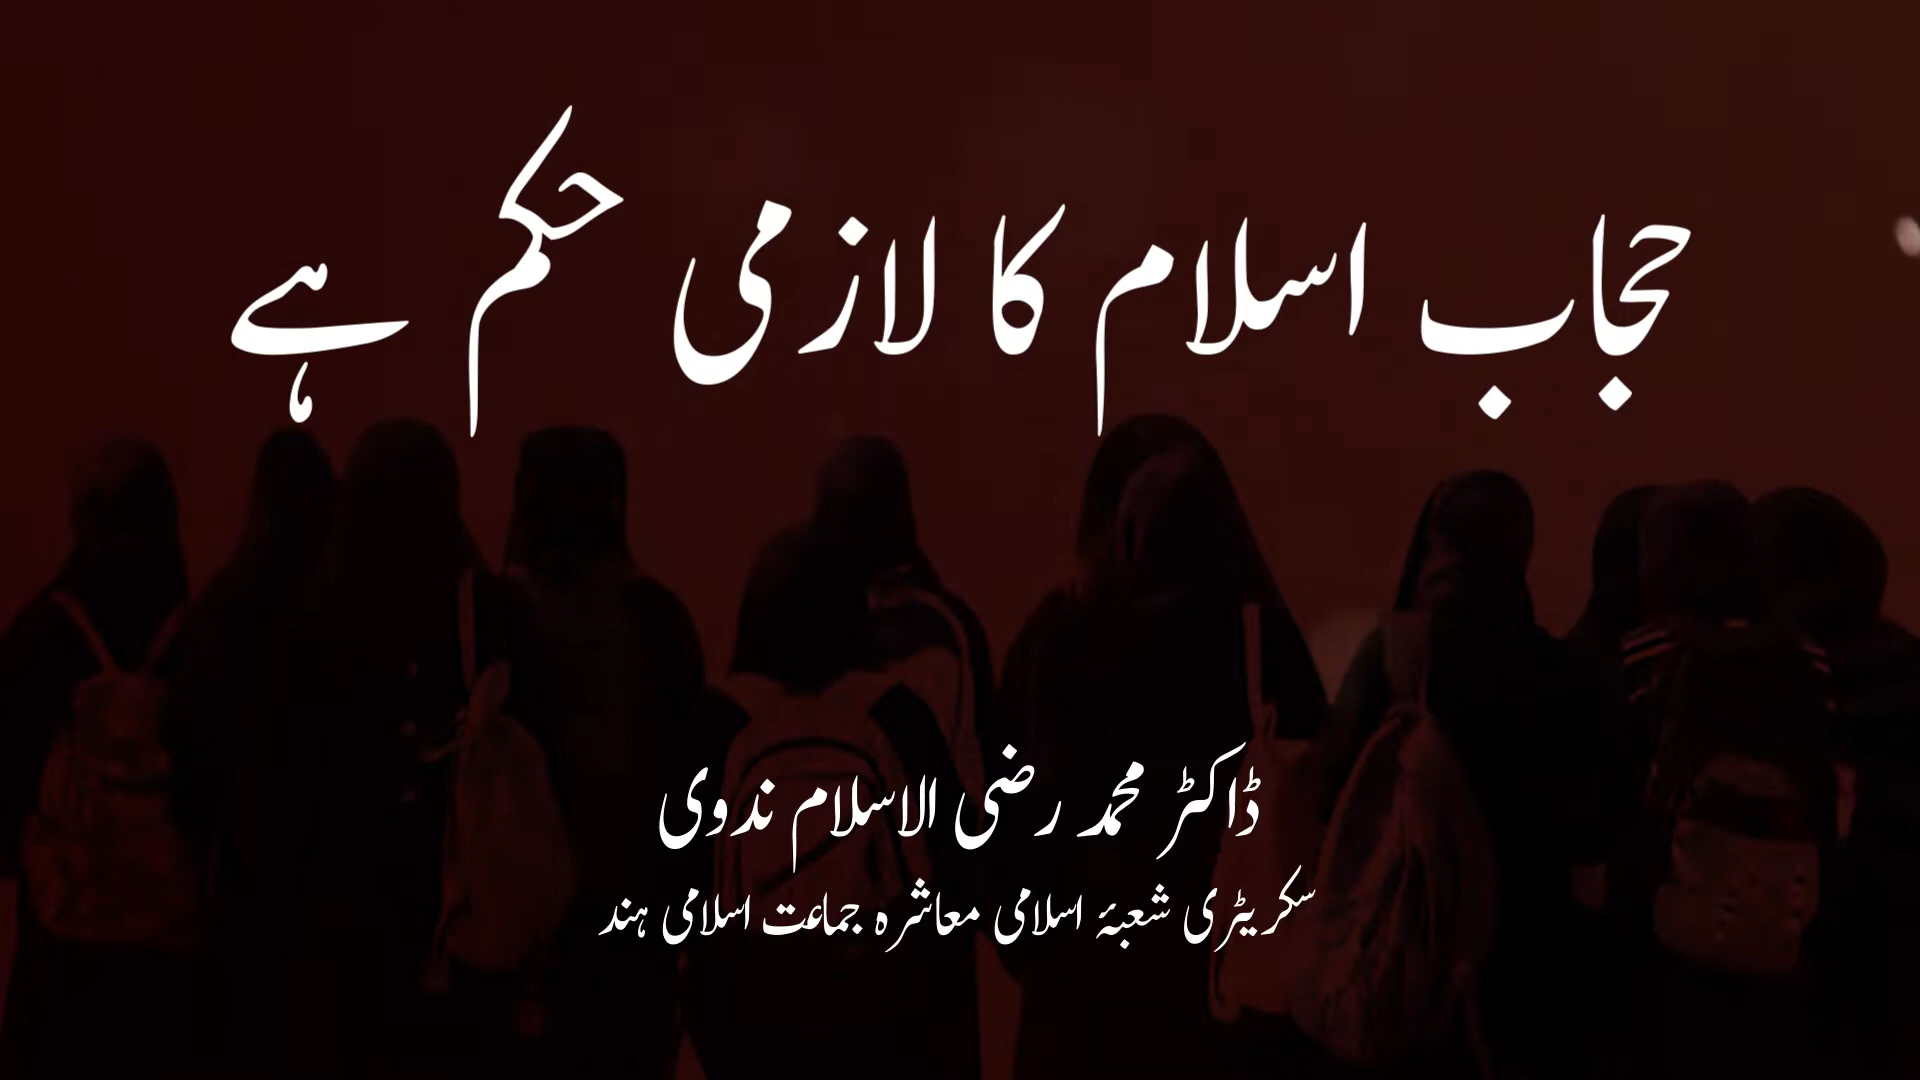 حجاب اسلام کا لازمی حکم ہے
ڈاکٹر محمد رضی الاسلام ندوی
سکریٹری شعبۂ اسلامی معاشرہ جماعت اسلامی ہند